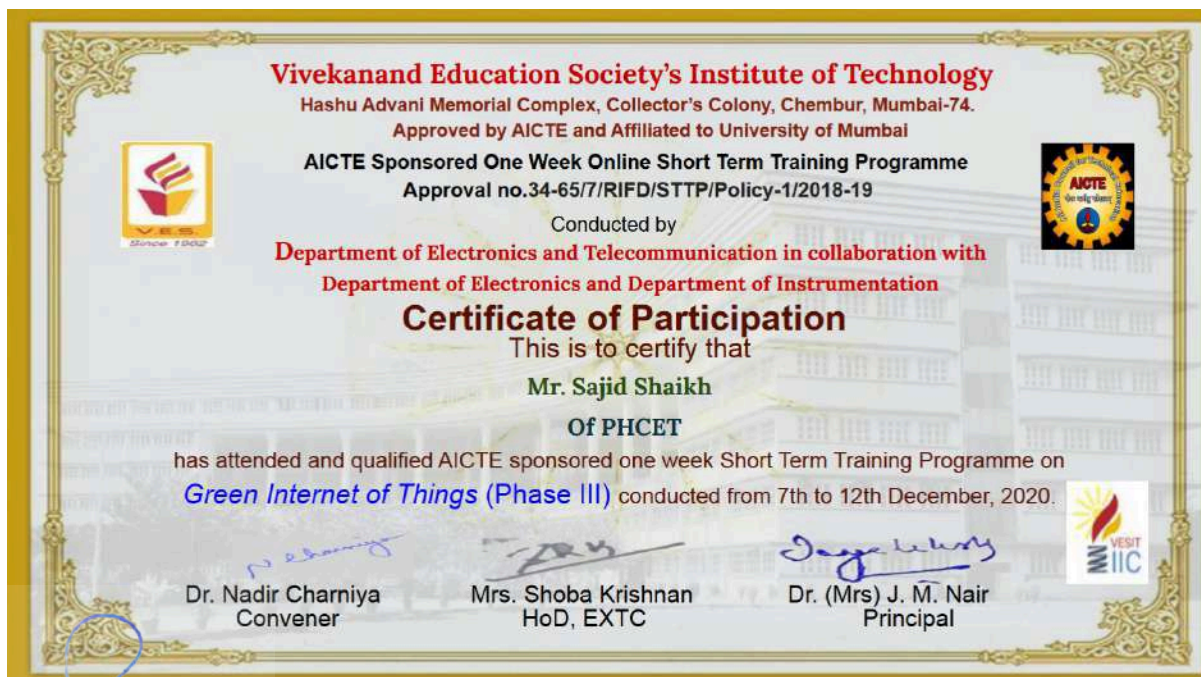 Vivekanand Education Society's Institute of Technology
Hashu Advani Memorial Complex, Collector's Colony, Chembur, Mumbai-74.
Approved by AICTE and Affiliated to University of Mumbai
AICTE Sponsored One Week Online Short Term Training Programme
Approval no.34-65/7/RIFD/STTP/Policy-1/2018-19
V.E.S.
Since 1962
AICTE
Conducted by
Department of Electronics and Telecommunication in collaboration with
Department of Electronics and Department of Instrumentation
Certificate of Participation
This is to certify that
Mr. Sajid Shaikh
Of PHCET
has attended and qualified AICTE sponsored one week Short Term Training Programme on
Green Internet of Things (Phase III) conducted from 7th to 12th December, 2020.
VESIT
IIC
Dr. Nadir Charniya
Convener
Mrs. Shoba Krishnan
HoD, EXTC
Dr. (Mrs) J. M. Nair
Principal